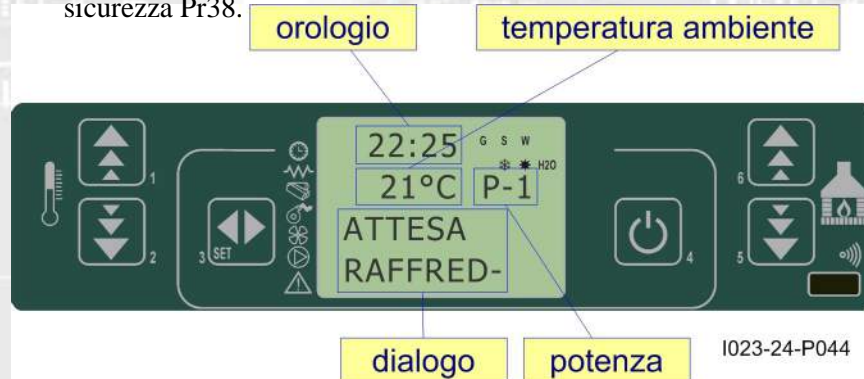 sicurezza Pr38.
orologio
temperatura ambiente
22:25
G S W
H2O
21°C P-1
ATTESA
RAFFRED-
1
2
3 SET
4
5
6
dialogo
potenza
I023-24-P044